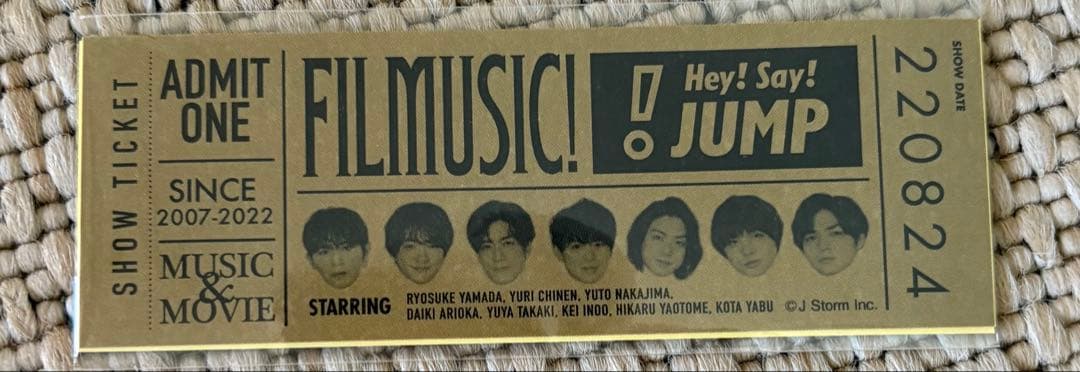 SHOW TICKET
ADMIT
ONE
SINCE
2007-2022
MUSIC
&
MOVIE
FILMUSIC!
Hey! Say!
JUMP
STARRING
RYOSUKE YAMADA, YURI CHINEN, YUTO NAKAJIMA,
DAIKI ARIOKA, YUYA TAKAKI, KEI INOO, HIKARU YAOTOME, KOTA YABU
©J Storm Inc.
SHOW DATE
220824